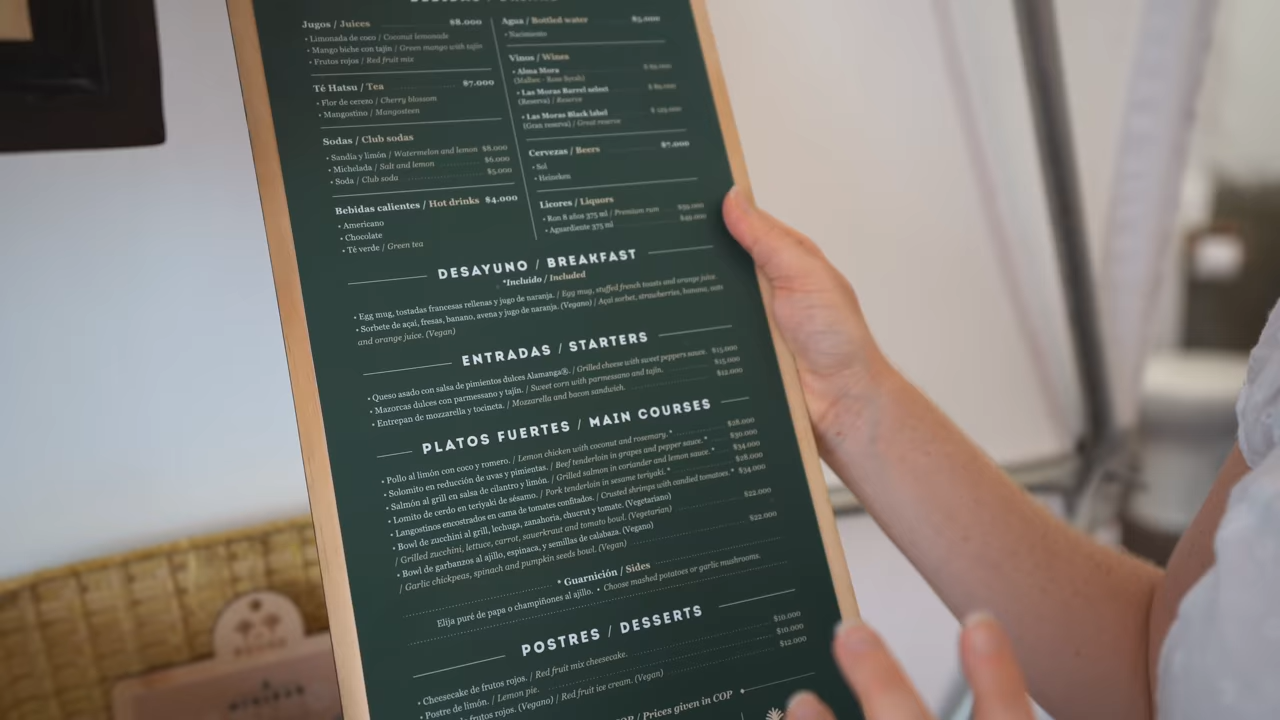 Jugos / Juices $8.000
• Limonada de coco / Coconut lemonade
• Mango biche con tajín / Green mango with tajin
• Frutos rojos / Red fruit mix
Té Hatsu / Tea $7.000
• Flor de cerezo / Cherry blossom
• Mangostino / Mangosteen
Sodas / Club sodas
• Sandía y limón / Watermelon and lemon $8.000
• Michelada / Salt and lemon $6.000
• Soda / Club soda $5.000
Bebidas calientes / Hot drinks $4.000
• Americano
• Chocolate
• Té verde / Green tea
Agua / Bottled water $5.000
• Nacimiento
Vinos / Wines
• Alma Mora
(Malbec - Rose Syrah)
• Las Moras Barrel select
(Reserva) / Reserve
• Las Moras Black label
(Gran reserva) / Great reserve
Cervezas / Beers $7.000
• Sol
• Heineken
Licores / Liquors
• Ron 8 años 375 ml / Premium rum
• Aguardiente 375 ml
DESAYUNO / BREAKFAST
*Incluido / Included
• Egg mug, tostadas francesas rellenas y jugo de naranja. / Egg mug, stuffed french toasts and orange juice.
• Sorbete de açaí, fresas, banano, avena y jugo de naranja. (Vegano) / Açai sorbet, strawberries, banana, oats
and orange juice. (Vegan)
ENTRADAS / STARTERS
• Queso asado con salsa de pimientos dulces Alamanga®. / Grilled cheese with sweet peppers sauce. $15.000
• Mazorcas dulces con parmessano y tajín. / Sweet corn with parmessano and tajin. $15.000
• Entrepan de mozzarella y tocineta. / Mozzarella and bacon sandwich. $12.000
PLATOS FUERTES / MAIN COURSES
• Pollo al limón con coco y romero. / Lemon chicken with coconut and rosemary. * $28.000
• Solomito en reducción de uvas y pimientas. / Beef tenderloin in grapes and pepper sauce. * $30.000
• Salmón al grill en salsa de cilantro y limón. / Grilled salmon in coriander and lemon sauce. * $34.000
• Lomito de cerdo en teriyaki de sésamo. / Pork tenderloin in sesame teriyaki. * $28.000
• Langostinos encostrados en cama de tomates confitados. / Crusted shrimps with candied tomatoes. * $34.000
• Bowl de zucchini al grill, lechuga, zanahoria, chucrut y tomate. (Vegetariano)
/ Grilled zucchini, lettuce, carrot, sauerkraut and tomato bowl. (Vegetarian) $22.000
• Bowl de garbanzos al ajillo, espinaca, y semillas de calabaza. (Vegano)
/ Garlic chickpeas, spinach and pumpkin seeds bowl. (Vegan) $22.000
* Guarnición / Sides
Elija puré de papa o champiñones al ajillo. • Choose mashed potatoes or garlic mushrooms.
POSTRES / DESSERTS
• Cheesecake de frutos rojos. / Red fruit mix cheesecake. $10.000
• Postre de limón. / Lemon pie. $10.000
frutos rojos. (Vegano) / Red fruit ice cream. (Vegan) $12.000
COP / Prices given in COP